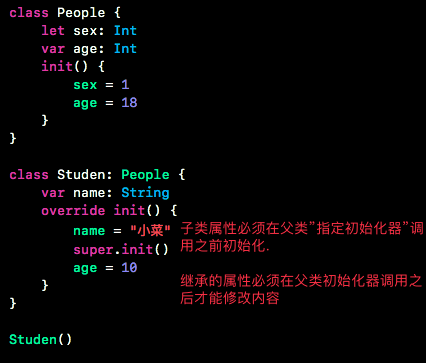 class People {
let sex: Int
var age: Int
init() {
sex = 1
age = 18
}
}
class Studen: People {
var name: String
override init() {
name = "小菜" 子类属性必须在父类”指定初始化器”调
super.init() 用之前初始化.
age = 10
继承的属性必须在父类初始化器调用之
} 后才能修改内容
}
Studen()